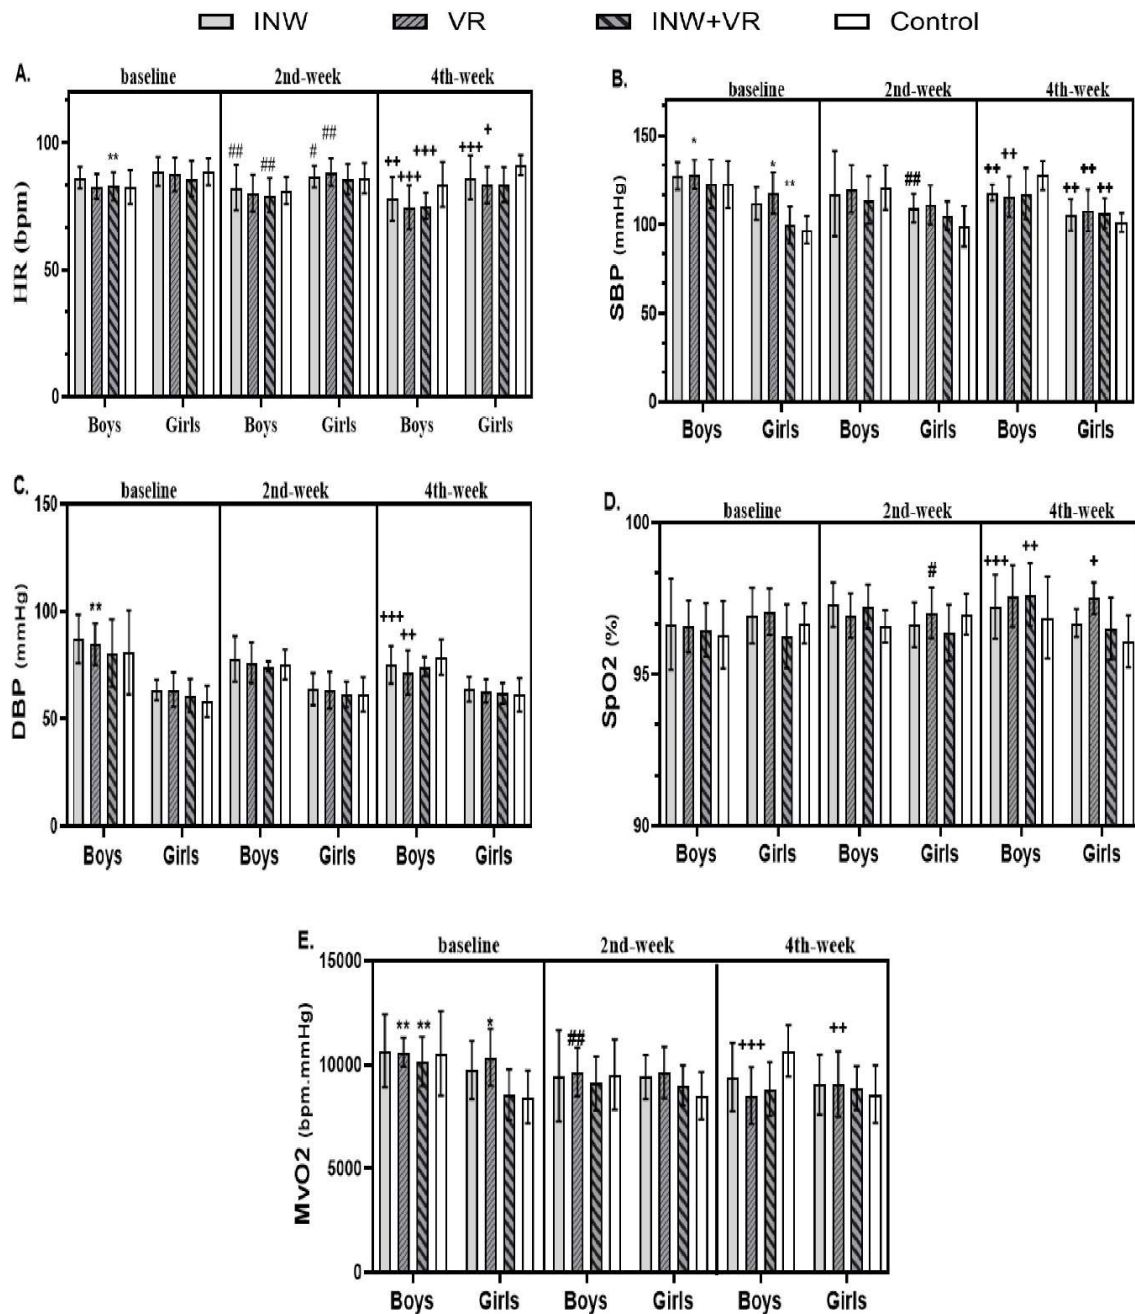 INW VR INW+VR Control
A.
baseline 2nd-week 4th-week
HR (bpm)
100
50
0
** ## ## # ## ++ +++ +++ +++ +
Boys Girls Boys Girls Boys Girls
B.
baseline 2nd-week 4th-week
SBP (mmHg)
150
100
50
0
* * ** ## ++ ++ ++ ++ ++
Boys Girls Boys Girls Boys Girls
C.
baseline 2nd-week 4th-week
DBP (mmHg)
150
100
50
0
** +++ ++
Boys Girls Boys Girls Boys Girls
D.
baseline 2nd-week 4th-week
SpO2 (%)
100
95
90
# +++ ++ +
Boys Girls Boys Girls Boys Girls
E.
baseline 2nd-week 4th-week
MvO2 (bpm.mmHg)
15000
10000
5000
0
** ** * ## +++ ++
Boys Girls Boys Girls Boys Girls